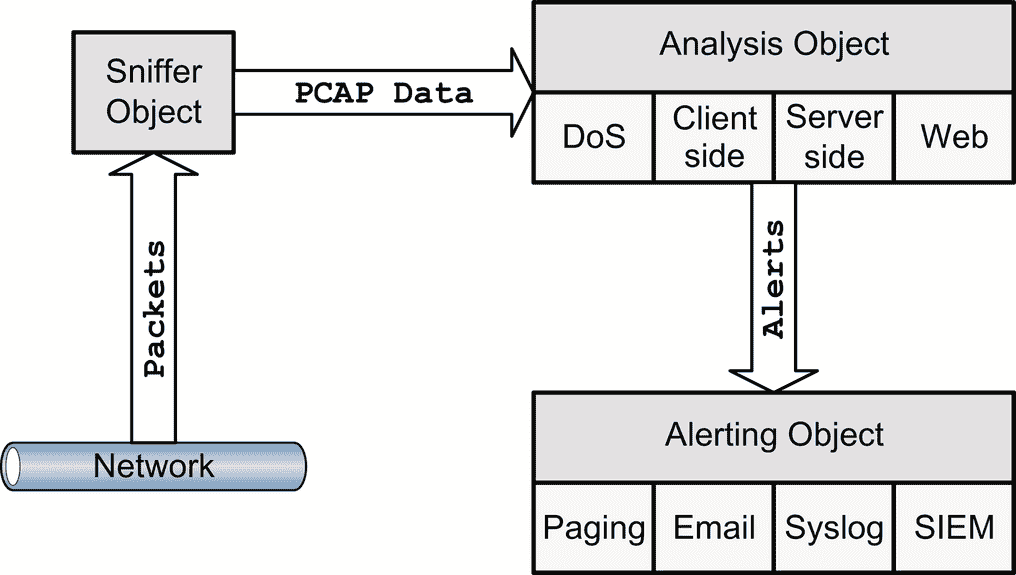 Sniffer
Object
PCAP Data
Analysis Object
DoS
Client
side
Server
side
Web
Packets
Alerts
Network
Alerting Object
Paging
Email
Syslog
SIEM